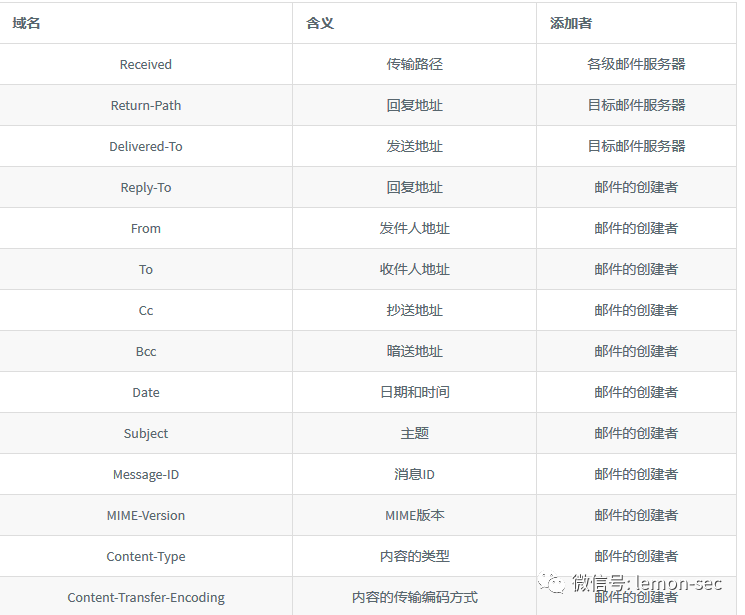 域名 含义 添加者
Received 传输路径 各级邮件服务器
Return-Path 回复地址 目标邮件服务器
Delivered-To 发送地址 目标邮件服务器
Reply-To 回复地址 邮件的创建者
From 发件人地址 邮件的创建者
To 收件人地址 邮件的创建者
Cc 抄送地址 邮件的创建者
Bcc 暗送地址 邮件的创建者
Date 日期和时间 邮件的创建者
Subject 主题 邮件的创建者
Message-ID 消息ID 邮件的创建者
MIME-Version MIME版本 邮件的创建者
Content-Type 内容的类型 邮件的创建者
微信号: lemon-sec
Content-Transfer-Encoding 内容的传输编码方式 邮件的创建者